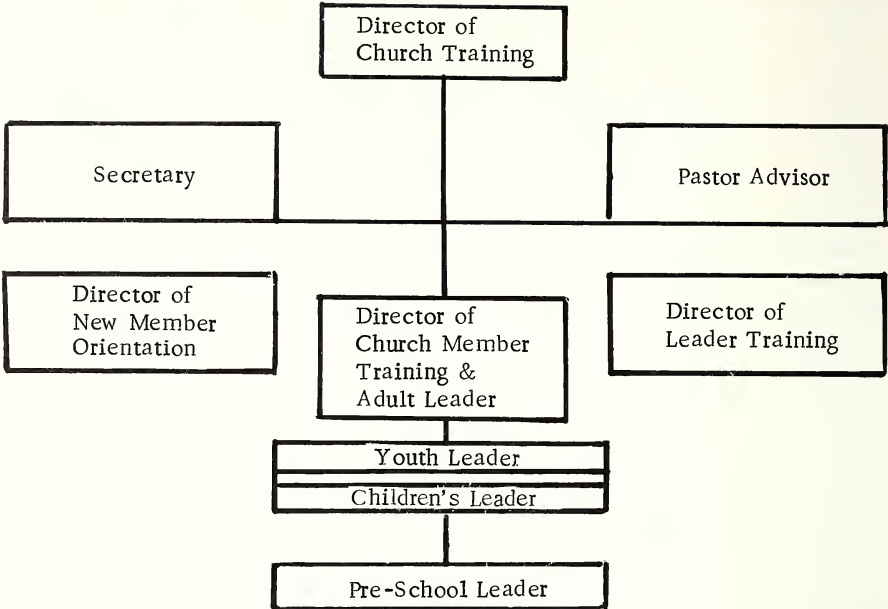 Director of
Church Training
Secretary
Pastor Advisor
Director of
New Member
Orientation
Director of
Church Member
Training &
Adult Leader
Director of
Leader Training
Youth Leader
Children's Leader
Pre-School Leader